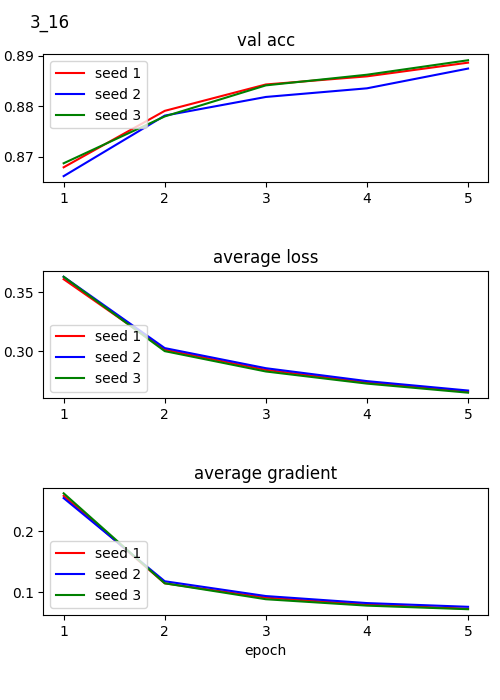 3_16
val acc
0.89
0.88
0.87
seed 1
seed 2
seed 3
1 2 3 4 5
average loss
0.35
0.30
seed 1
seed 2
seed 3
1 2 3 4 5
average gradient
0.2
0.1
seed 1
seed 2
seed 3
1 2 3 4 5
epoch